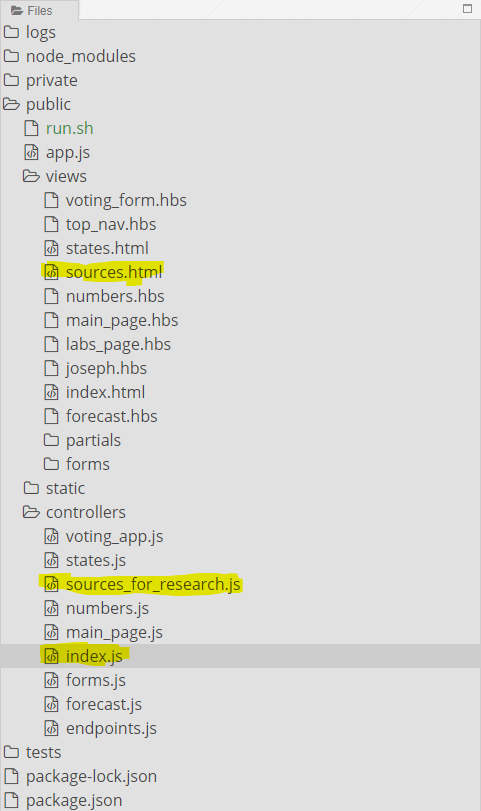 Files
logs
node_modules
private
public
run.sh
app.js
views
voting_form.hbs
top_nav.hbs
states.html
sources.html
numbers.hbs
main_page.hbs
labs_page.hbs
joseph.hbs
index.html
forecast.hbs
partials
forms
static
controllers
voting_app.js
states.js
sources_for_research.js
numbers.js
main_page.js
index.js
forms.js
forecast.js
endpoints.js
tests
package-lock.json
package.json